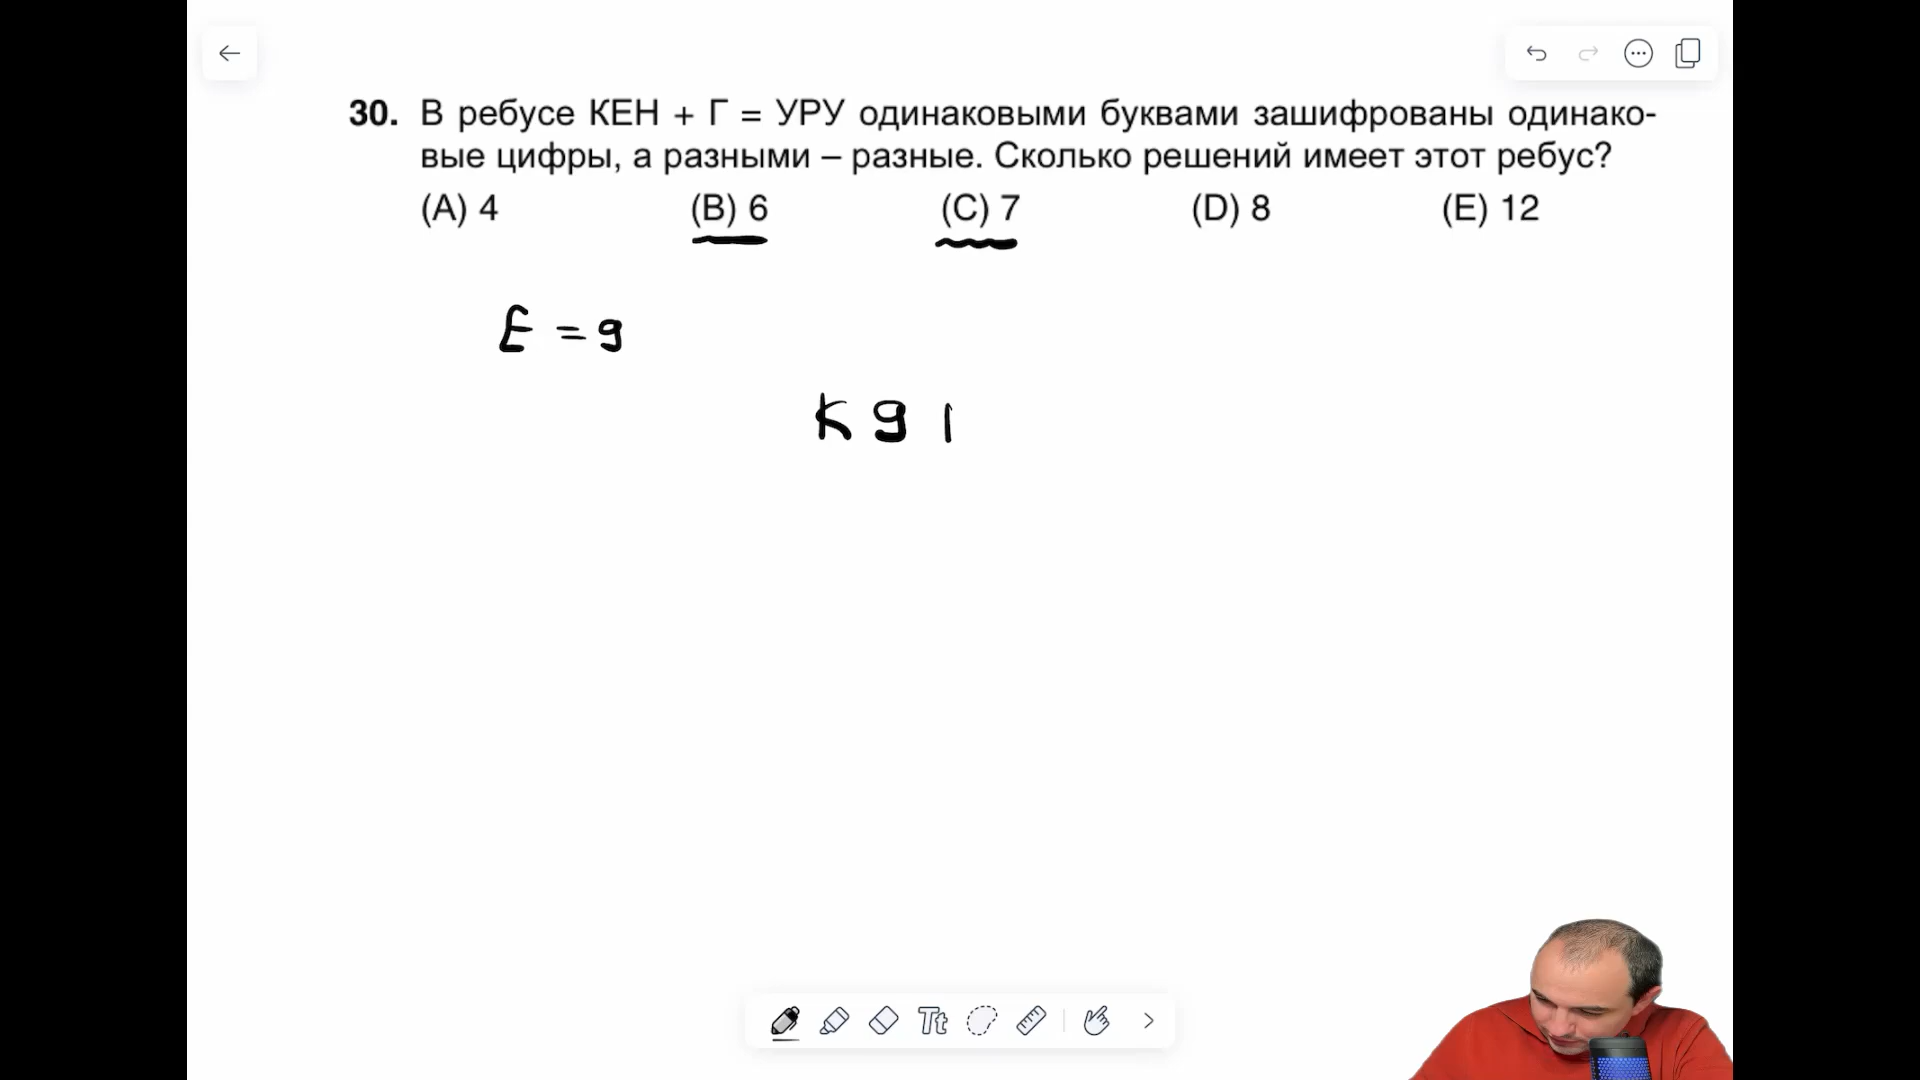 30. В ребусе КЕН + Г = УРУ одинаковыми буквами зашифрованы одинако-
вые цифры, а разными – разные. Сколько решений имеет этот ребус?
(A) 4 (B) 6 (C) 7 (D) 8 (E) 12
E = 9
K 9 |
Tt